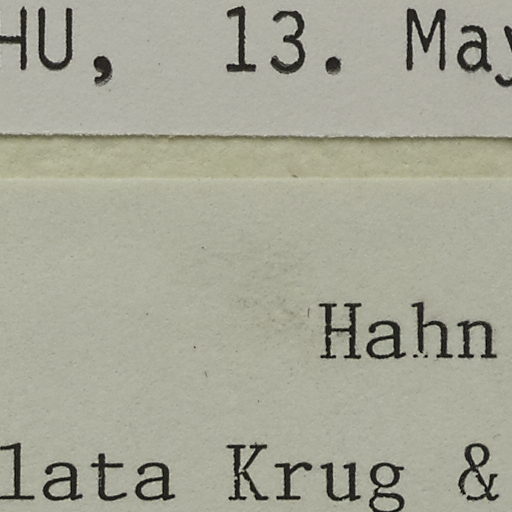 HU, 13. May
Hahn
lata Krug &